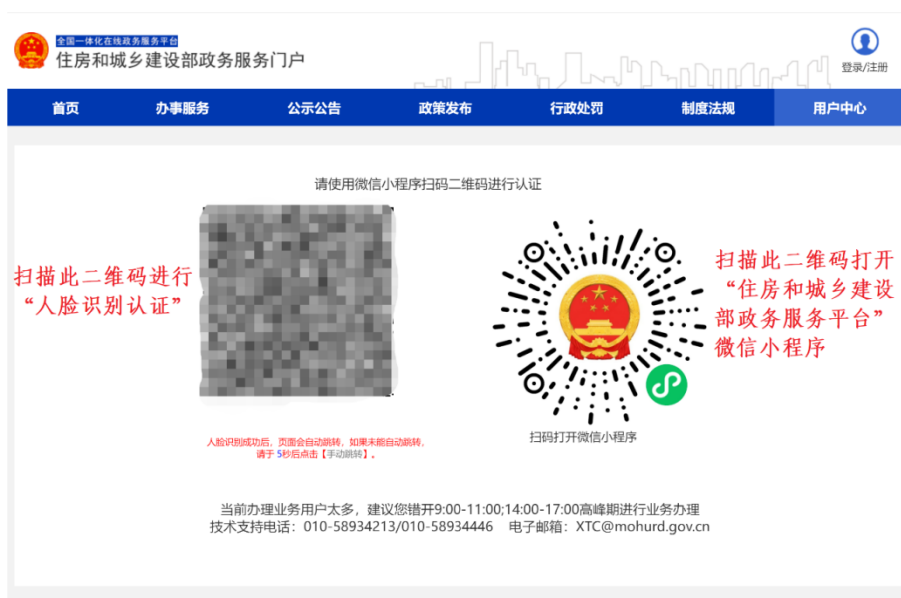 全国一体化在线政务服务平台
住房和城乡建设部政务服务门户
登录/注册
首页 办事服务 公示公告 政策发布 行政处罚 制度法规 用户中心
请使用微信小程序扫码二维码进行认证
扫描此二维码进行
“人脸识别认证”
扫描此二维码打开
“住房和城乡建设
部政务服务平台”
微信小程序
扫码打开微信小程序
人脸识别成功后，页面会自动跳转，如果未能自动跳转，
请于 5秒后点击【手动跳转】。
当前办理业务用户太多，建议您错开9:00-11:00;14:00-17:00高峰期进行业务办理
技术支持电话：010-58934213/010-58934446 电子邮箱：XTC@mohurd.gov.cn